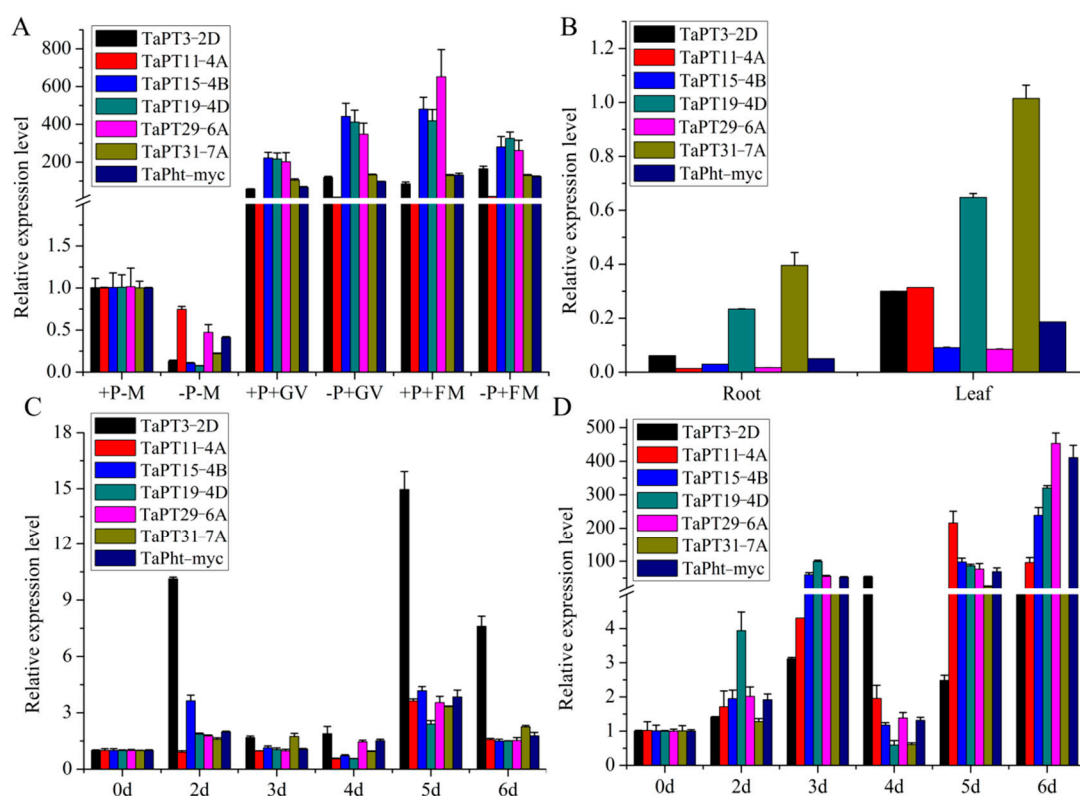 A
TaPT3-2D
TaPT11-4A
TaPT15-4B
TaPT19-4D
TaPT29-6A
TaPT31-7A
TaPht-myc
Relative expression level
800
600
400
200
1.5
1.0
0.5
0.0
+P-M
-P-M
+P+GV
-P+GV
+P+FM
-P+FM
B
TaPT3-2D
TaPT11-4A
TaPT15-4B
TaPT19-4D
TaPT29-6A
TaPT31-7A
TaPht-myc
Relative expression level
1.2
1.0
0.8
0.6
0.4
0.2
0.0
Root
Leaf
C
TaPT3-2D
TaPT11-4A
TaPT15-4B
TaPT19-4D
TaPT29-6A
TaPT31-7A
TaPht-myc
Relative expression level
18
15
12
9
6
3
0
0d
2d
3d
4d
5d
6d
D
TaPT3-2D
TaPT11-4A
TaPT15-4B
TaPT19-4D
TaPT29-6A
TaPT31-7A
TaPht-myc
Relative expression level
500
400
300
200
100
5
4
3
2
1
0
0d
2d
3d
4d
5d
6d